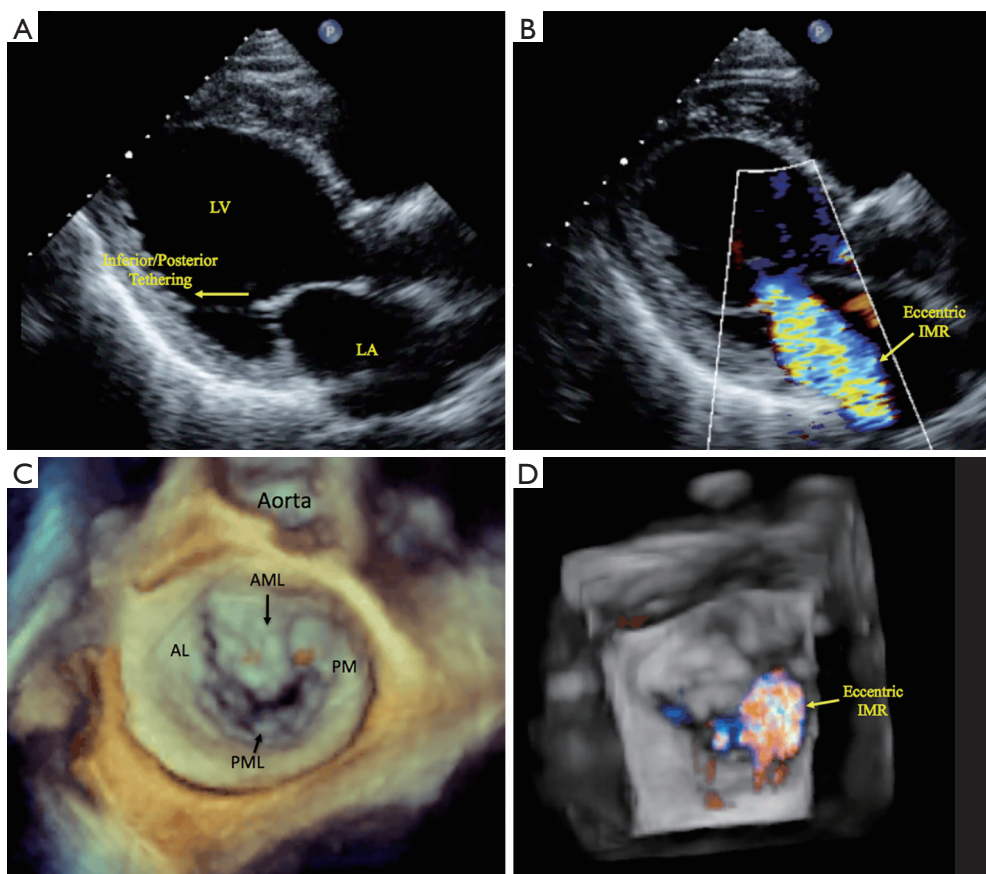 A
P
LV
Inferior/Posterior
Tethering
LA
B
P
Eccentric
IMR
C
Aorta
AML
AL
PM
PML
D
Eccentric
IMR